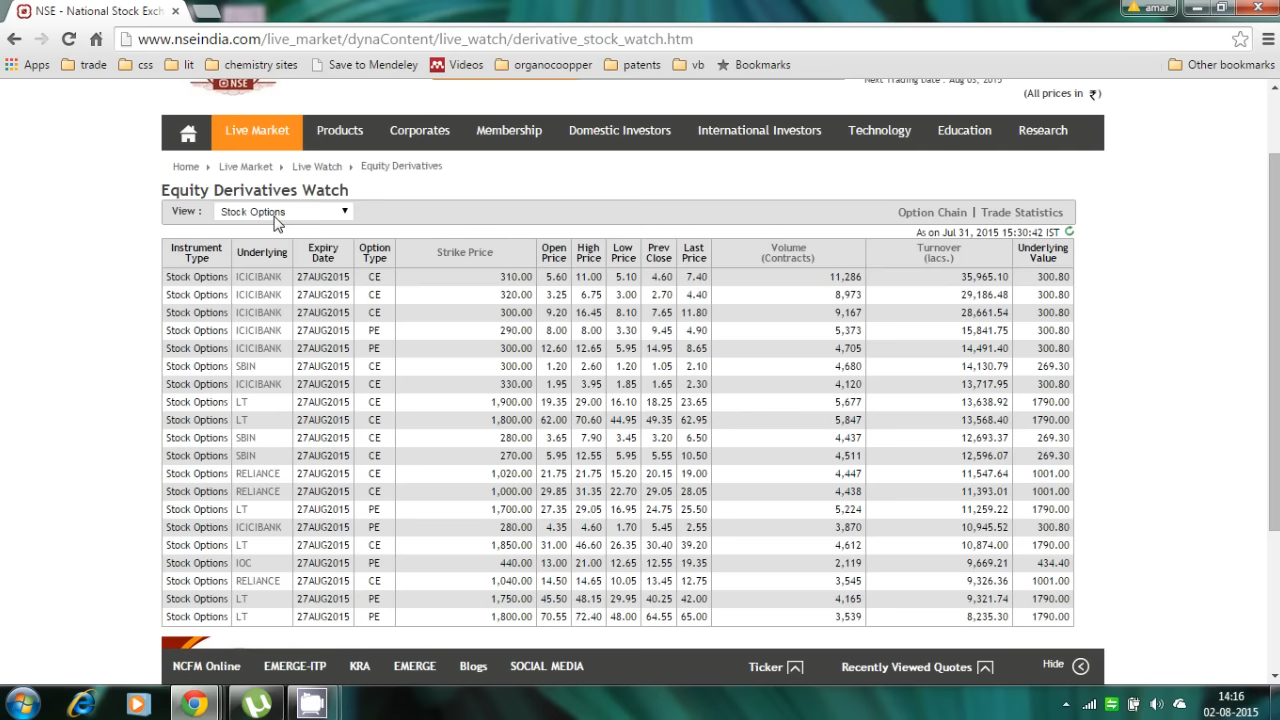 NSE - National Stock Exch
amar
www.nseindia.com/live_market/dynaContent/live_watch/derivative_stock_watch.htm
Apps trade css lit chemistry sites Save to Mendeley Videos organocoopper patents vb Bookmarks Other bookmarks
NSE
Next Trading Date : Aug 03, 2015
(All prices in ₹)
Live Market Products Corporates Membership Domestic Investors International Investors Technology Education Research
Home Live Market Live Watch Equity Derivatives
Equity Derivatives Watch
View : Stock Options Option Chain | Trade Statistics
As on Jul 31, 2015 15:30:42 IST
Instrument Type Underlying Expiry Date Option Type Strike Price Open Price High Price Low Price Prev Close Last Price Volume (Contracts) Turnover (lacs.) Underlying Value
Stock Options ICICIBANK 27AUG2015 CE 310.00 5.60 11.00 5.10 4.60 7.40 11,286 35,965.10 300.80
Stock Options ICICIBANK 27AUG2015 CE 320.00 3.25 6.75 3.00 2.70 4.40 8,973 29,186.48 300.80
Stock Options ICICIBANK 27AUG2015 CE 300.00 9.20 16.45 8.10 7.65 11.80 9,167 28,661.54 300.80
Stock Options ICICIBANK 27AUG2015 PE 290.00 8.00 8.00 3.30 9.45 4.90 5,373 15,841.75 300.80
Stock Options ICICIBANK 27AUG2015 PE 300.00 12.60 12.65 5.95 14.95 8.65 4,705 14,491.40 300.80
Stock Options SBIN 27AUG2015 CE 300.00 1.20 2.60 1.20 1.05 2.10 4,680 14,130.79 269.30
Stock Options ICICIBANK 27AUG2015 CE 330.00 1.95 3.95 1.85 1.65 2.30 4,120 13,717.95 300.80
Stock Options LT 27AUG2015 CE 1,900.00 19.35 29.00 16.10 18.25 23.65 5,677 13,638.92 1790.00
Stock Options LT 27AUG2015 CE 1,800.00 62.00 70.60 44.95 49.35 62.95 5,847 13,568.40 1790.00
Stock Options SBIN 27AUG2015 CE 280.00 3.65 7.90 3.45 3.20 6.50 4,437 12,693.37 269.30
Stock Options SBIN 27AUG2015 CE 270.00 5.95 12.55 5.95 5.55 10.50 4,511 12,596.07 269.30
Stock Options RELIANCE 27AUG2015 CE 1,020.00 21.75 21.75 15.20 20.15 19.00 4,447 11,547.64 1001.00
Stock Options RELIANCE 27AUG2015 CE 1,000.00 29.85 31.35 22.70 29.05 28.05 4,438 11,393.01 1001.00
Stock Options LT 27AUG2015 PE 1,700.00 27.35 29.05 16.95 24.75 25.50 5,224 11,259.22 1790.00
Stock Options ICICIBANK 27AUG2015 PE 280.00 4.35 4.60 1.70 5.45 2.55 3,870 10,945.52 300.80
Stock Options LT 27AUG2015 CE 1,850.00 31.00 46.60 26.35 30.40 39.20 4,612 10,874.00 1790.00
Stock Options IOC 27AUG2015 PE 440.00 13.00 21.00 12.65 12.55 19.35 2,119 9,669.21 434.40
Stock Options RELIANCE 27AUG2015 CE 1,040.00 14.50 14.65 10.05 13.45 12.75 3,545 9,326.36 1001.00
Stock Options LT 27AUG2015 PE 1,750.00 45.50 48.15 29.95 40.25 42.00 4,165 9,321.74 1790.00
Stock Options LT 27AUG2015 PE 1,800.00 70.55 72.40 48.00 64.55 65.00 3,539 8,235.30 1790.00
NCFM Online EMERGE-ITP KRA EMERGE Blogs SOCIAL MEDIA Ticker Recently Viewed Quotes Hide
14:16
02-08-2015